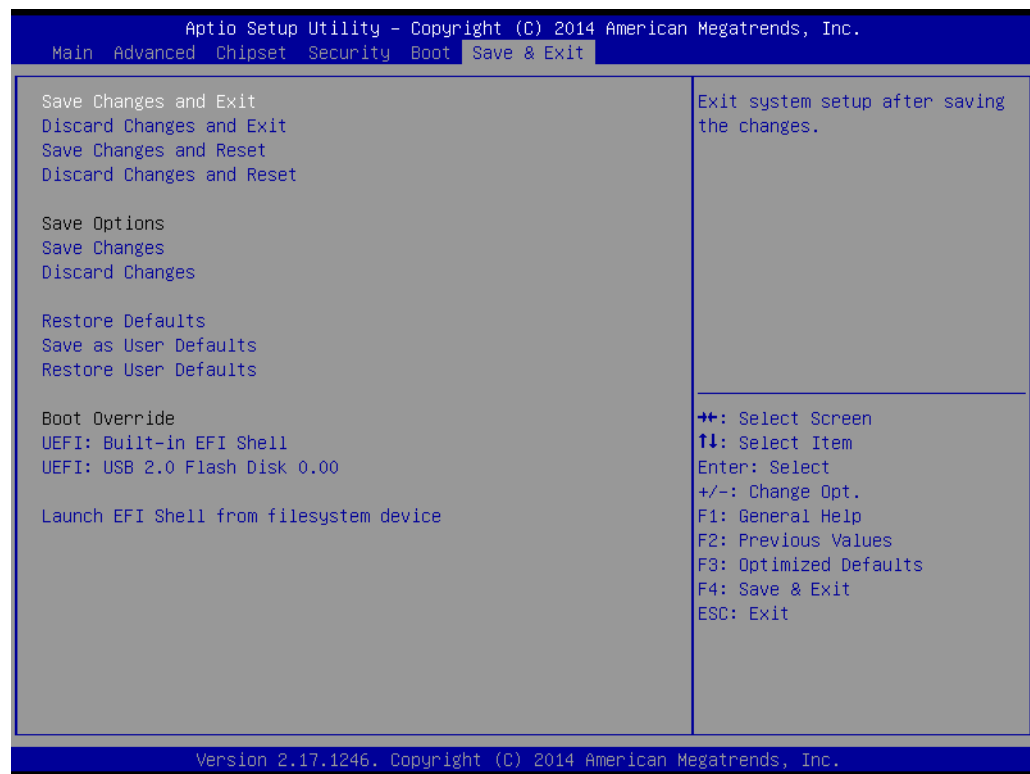 Aptio Setup Utility – Copyright (C) 2014 American Megatrends, Inc.
Main Advanced Chipset Security Boot Save & Exit
Save Changes and Exit
Discard Changes and Exit
Save Changes and Reset
Discard Changes and Reset
Save Options
Save Changes
Discard Changes
Restore Defaults
Save as User Defaults
Restore User Defaults
Boot Override
UEFI: Built-in EFI Shell
UEFI: USB 2.0 Flash Disk 0.00
Launch EFI Shell from filesystem device
Exit system setup after saving
the changes.
→←: Select Screen
↑↓: Select Item
Enter: Select
+/-: Change Opt.
F1: General Help
F2: Previous Values
F3: Optimized Defaults
F4: Save & Exit
ESC: Exit
Version 2.17.1246. Copyright (C) 2014 American Megatrends, Inc.